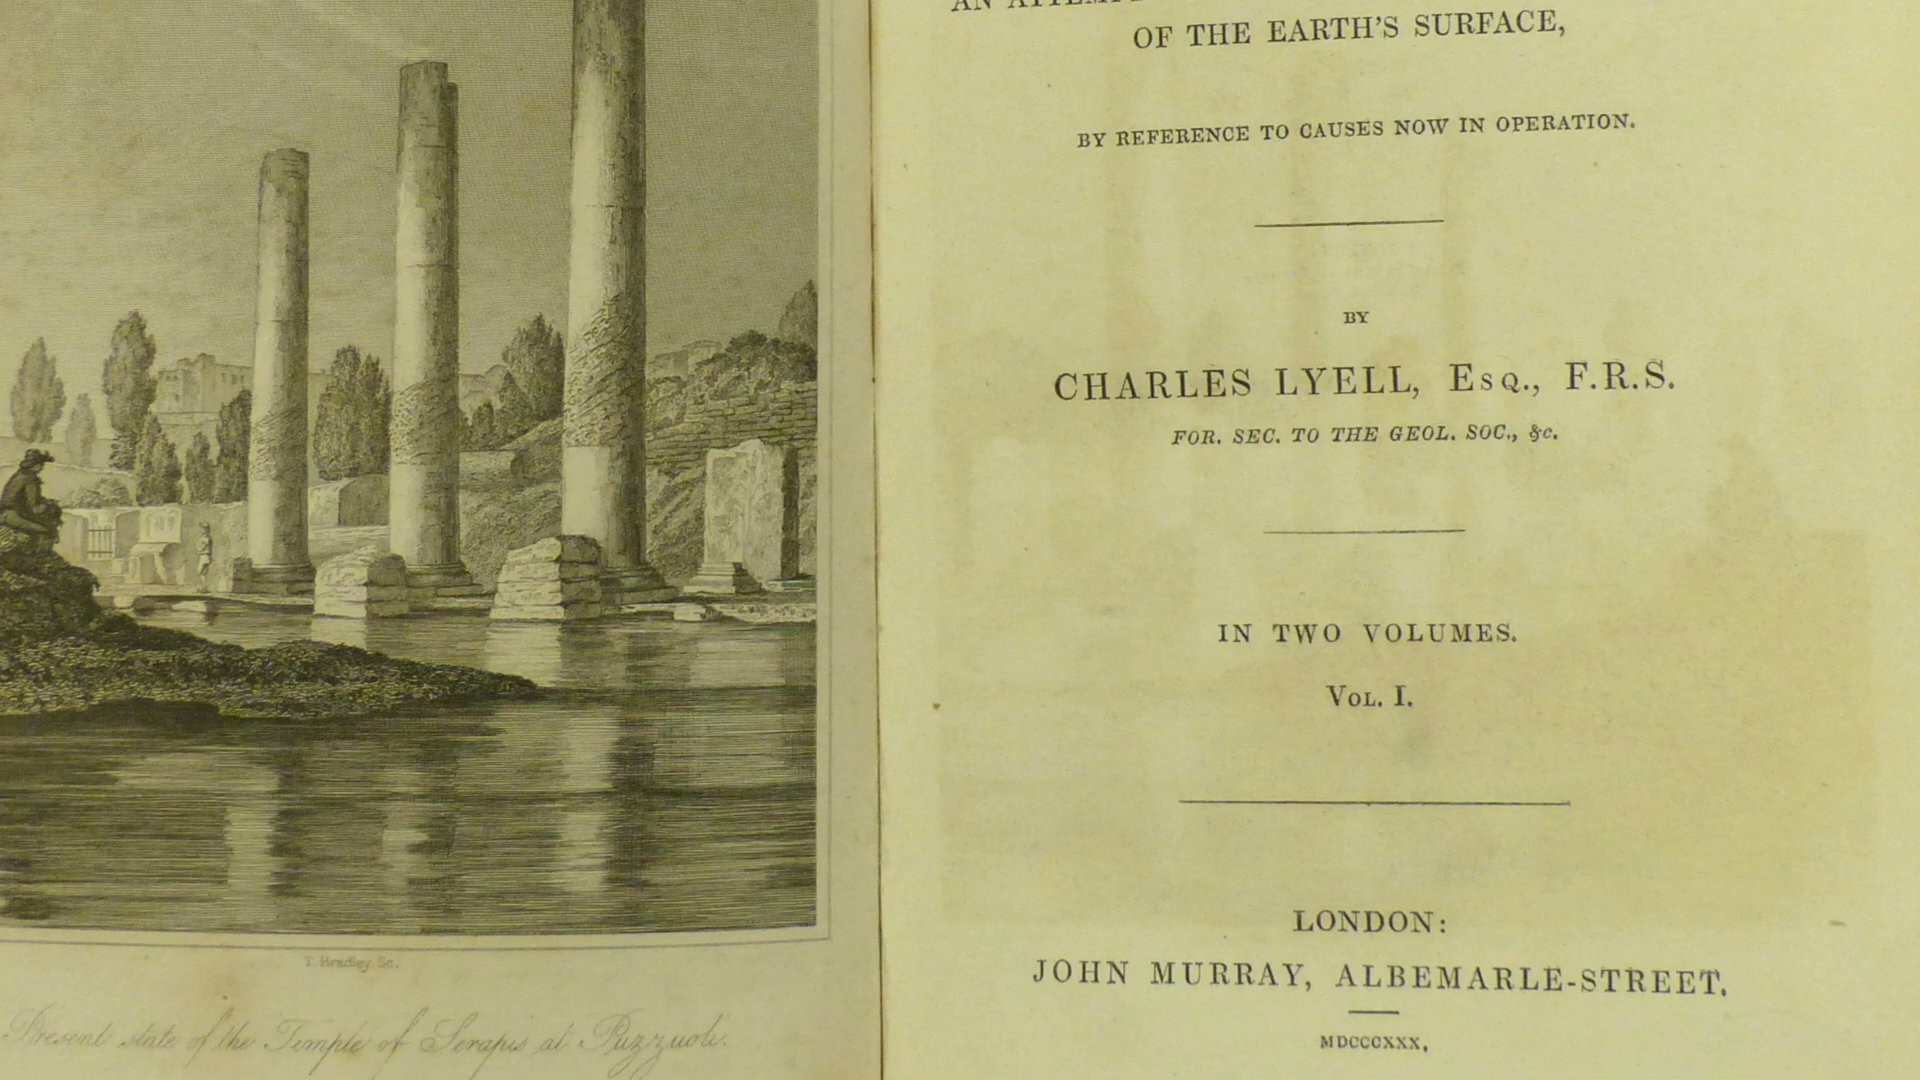 T. Bradley. Sc.
Present state of the Temple of Serapis at Puzzuoli.
AN ATTEMPT
OF THE EARTH'S SURFACE,
BY REFERENCE TO CAUSES NOW IN OPERATION.
BY
CHARLES LYELL, Esq., F.R.S.
FOR. SEC. TO THE GEOL. SOC., &c.
IN TWO VOLUMES.
Vol. I.
LONDON:
JOHN MURRAY, ALBEMARLE-STREET.
MDCCCXXX.